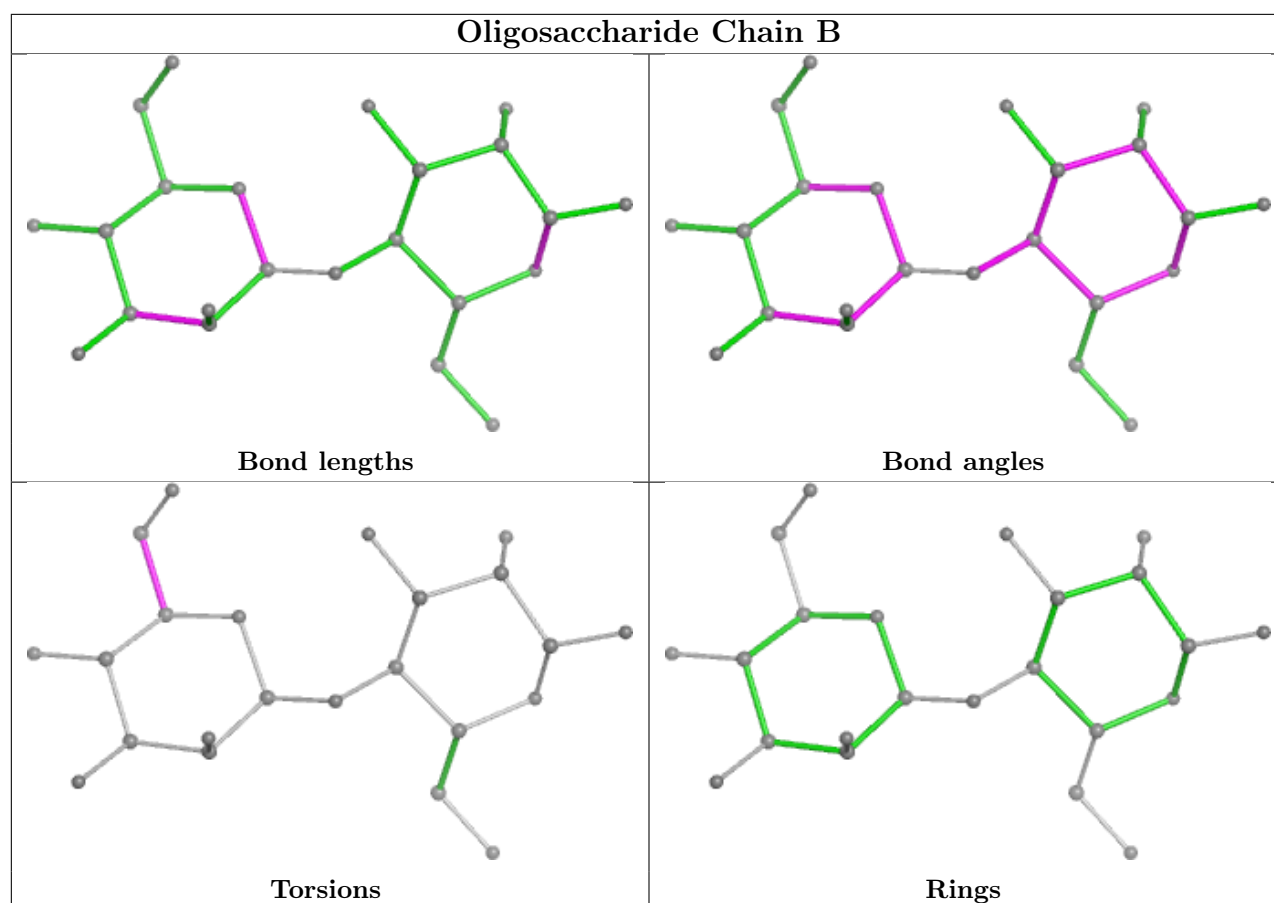 Oligosaccharide Chain B
Bond lengths
Bond angles
Torsions
Rings